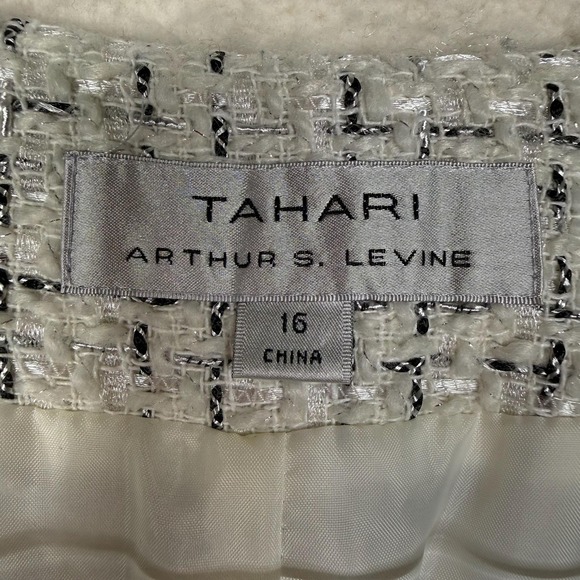 TAHARI
ARTHUR S. LEVINE
16
CHINA